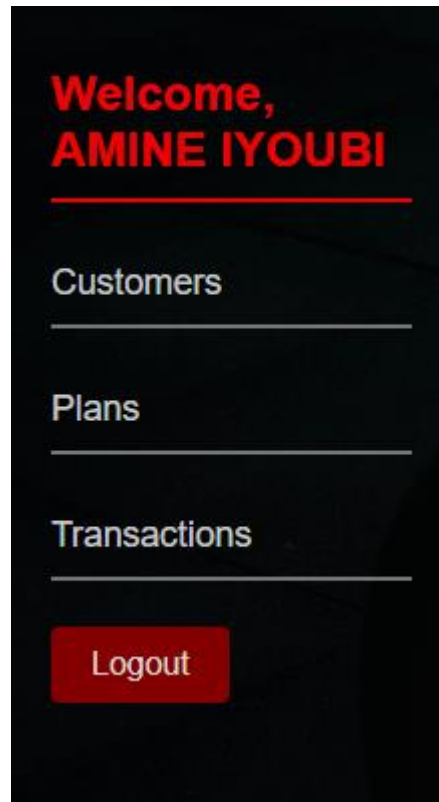 Welcome,
AMINE IYOUBI
Customers
Plans
Transactions
Logout